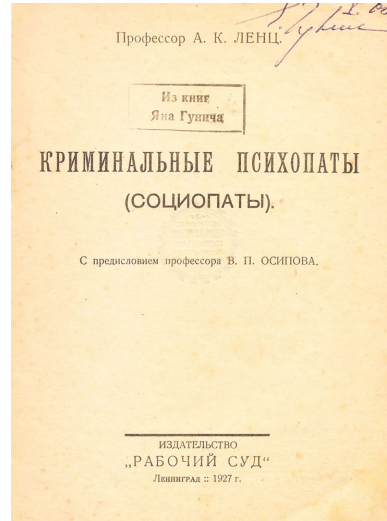 Профессор А. К. ЛЕНЦ.
Из книг
Яна Гунича
КРИМИНАЛЬНЫЕ ПСИХОПАТЫ
(СОЦИОПАТЫ).
С предисловием профессора В. П. ОСИПОВА.
ИЗДАТЕЛЬСТВО
„РАБОЧИЙ СУД“
Ленинград :: 1927 г.